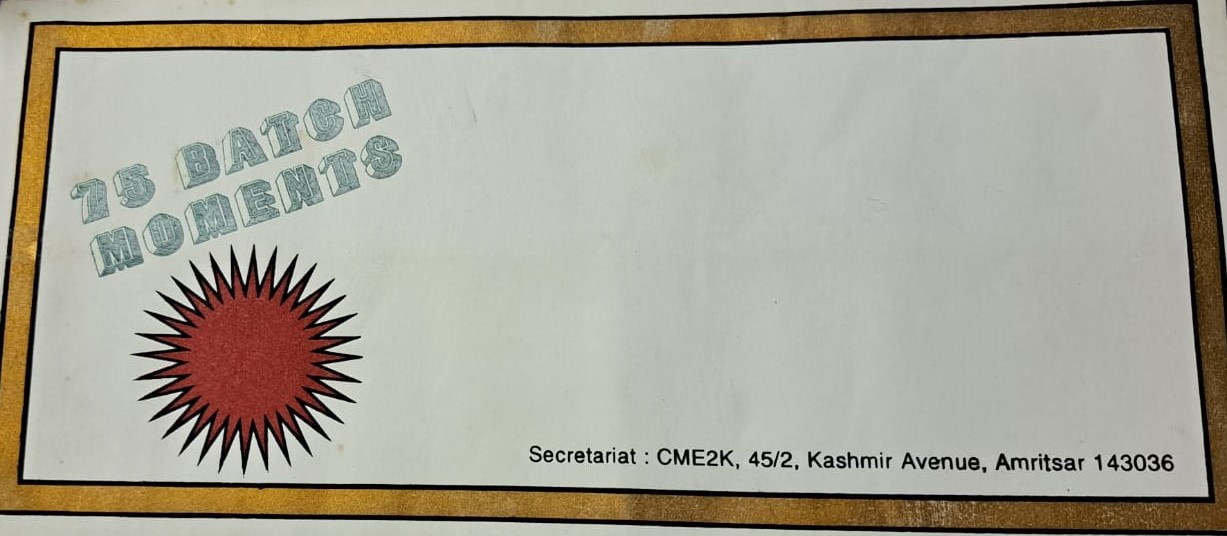 75 BATCH
MOMENTS
Secretariat : CME2K, 45/2, Kashmir Avenue, Amritsar 143036